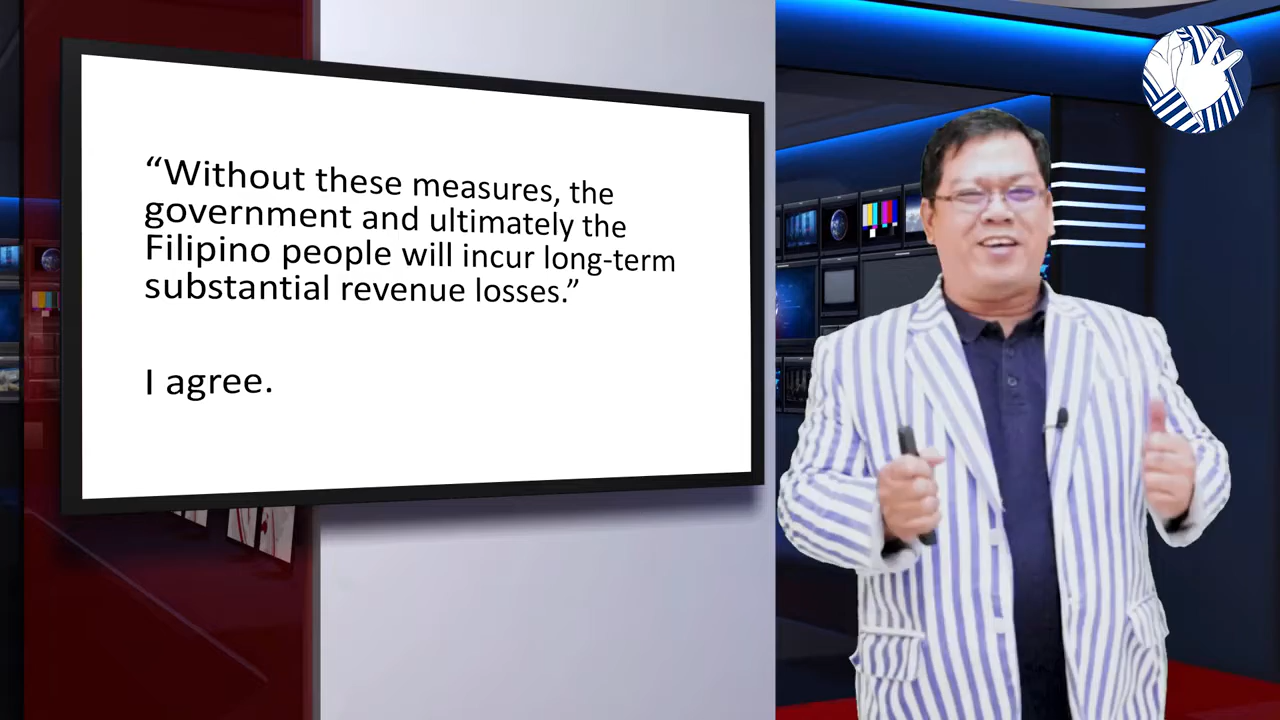 “Without these measures, the
government and ultimately the
Filipino people will incur long-term
substantial revenue losses.”
I agree.